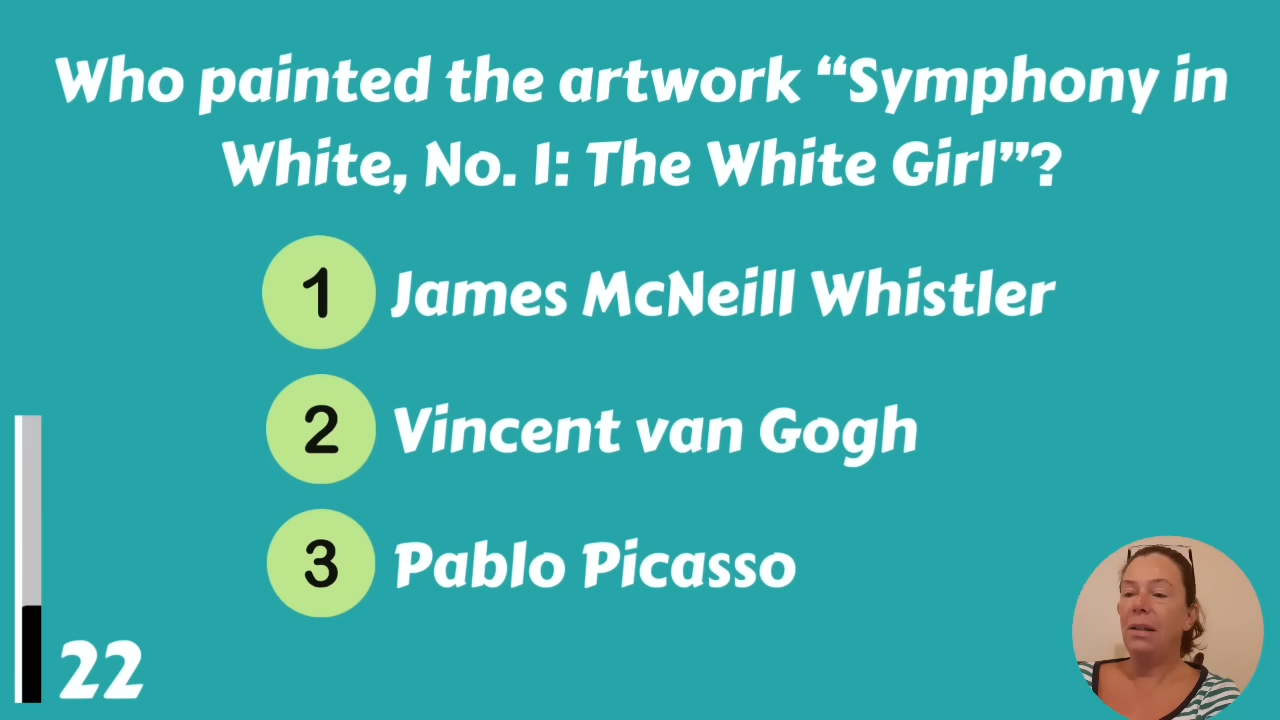 Who painted the artwork “Symphony in
White, No. 1: The White Girl”?
1 James McNeill Whistler
2 Vincent van Gogh
3 Pablo Picasso
22